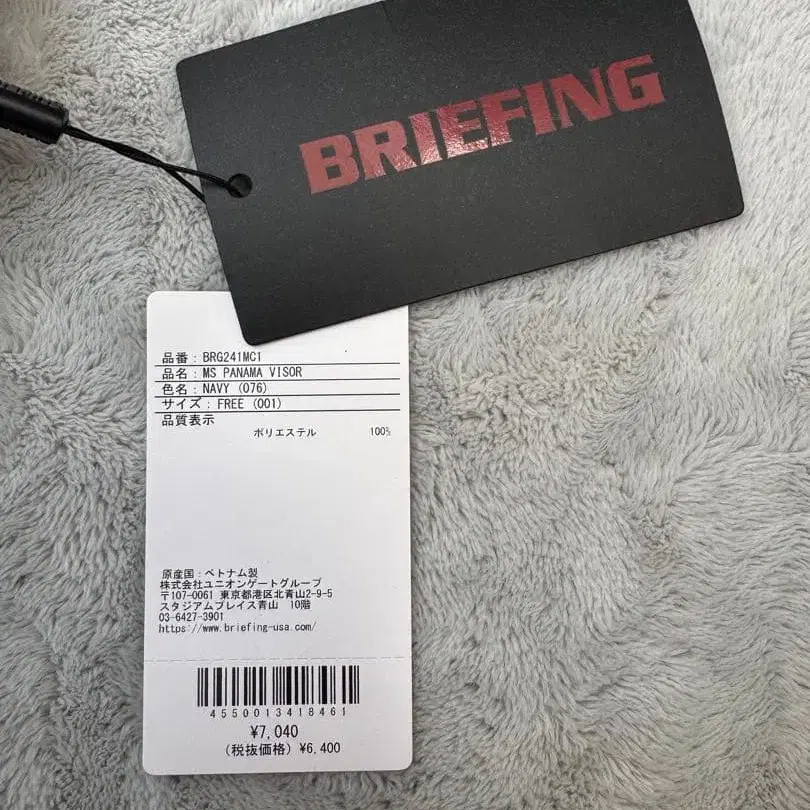 BRIEFING
品番：BRG241MC1
品名：MS PANAMA VISOR
色名：NAVY (076)
サイズ：FREE (001)
品質表示
ポリエステル 100%
原産国：ベトナム製
株式会社ユニオンゲートグループ
〒107-0061 東京都港区北青山2-9-5
スタジアムプレイス青山 10階
03-6427-3901
https://www.briefing-usa.com/
4550013418461
¥7,040
(税抜価格) ¥6,400